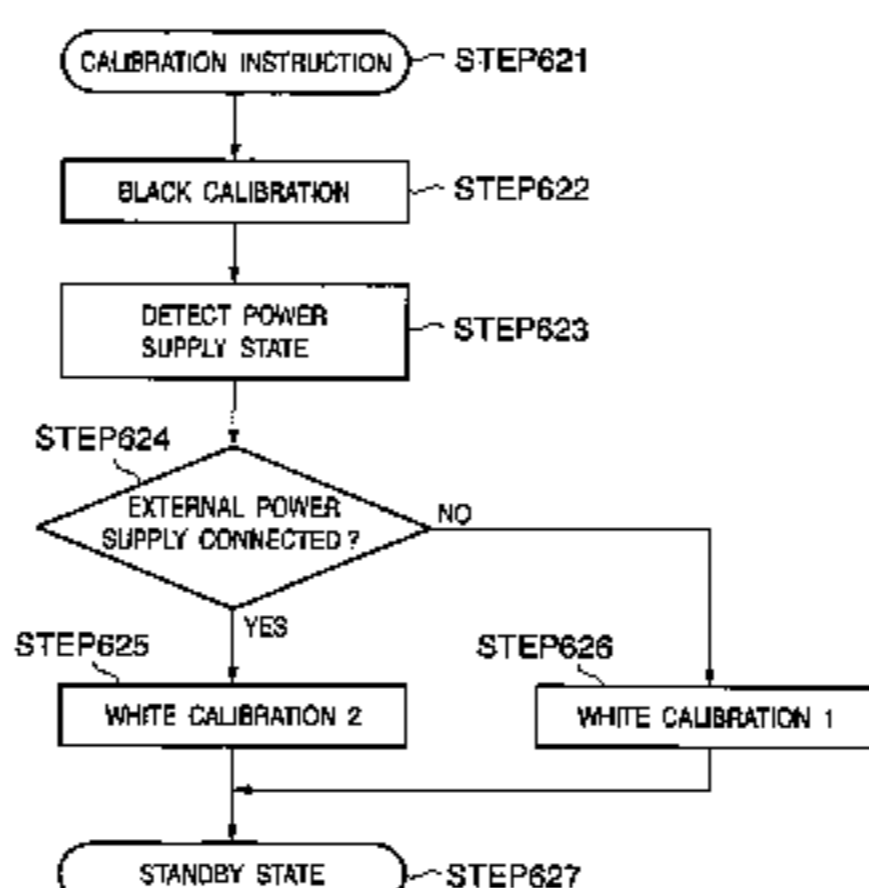 CALIBRATION INSTRUCTION
STEP621
BLACK CALIBRATION
STEP622
DETECT POWER
SUPPLY STATE
STEP623
STEP624
EXTERNAL POWER
SUPPLY CONNECTED?
NO
YES
STEP625
WHITE CALIBRATION 2
STEP626
WHITE CALIBRATION 1
STANDBY STATE
STEP627